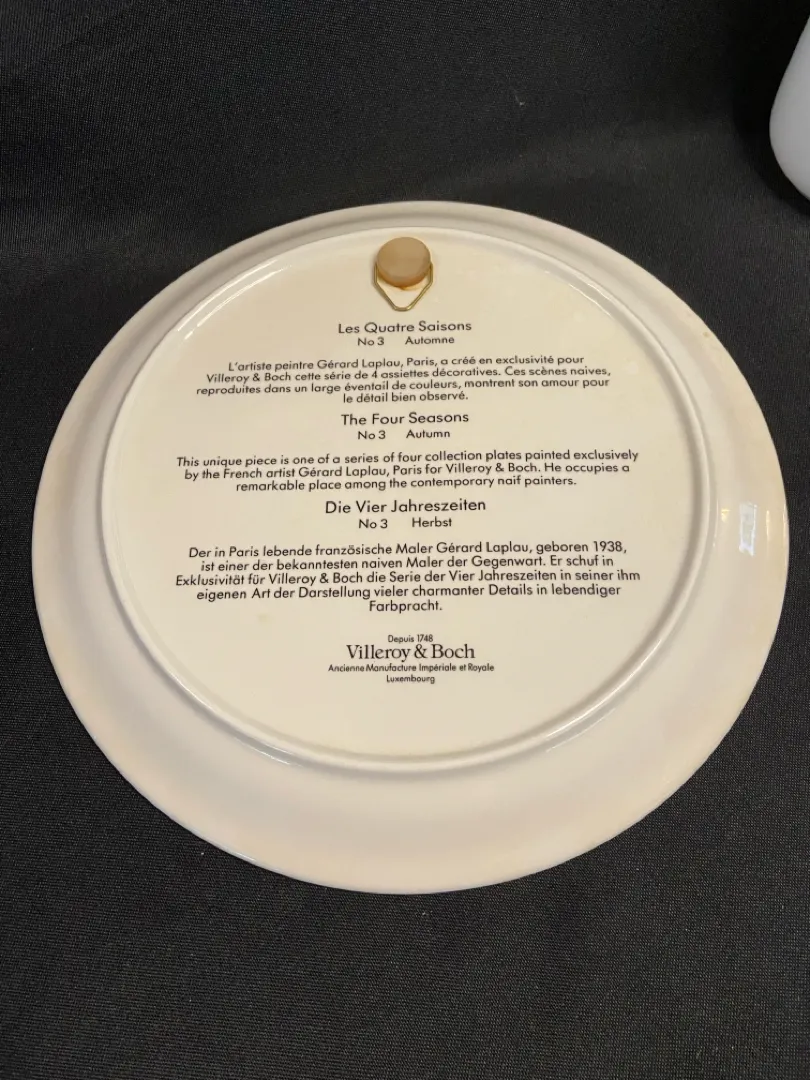 Les Quatre Saisons
No 3 Automne
L'artiste peintre Gérard Laplau, Paris, a créé en exclusivité pour
Villeroy & Boch cette série de 4 assiettes décoratives. Ces scènes naives,
reproduites dans un large éventail de couleurs, montrent son amour pour
le détail bien observé.
The Four Seasons
No 3 Autumn
This unique piece is one of a series of four collection plates painted exclusively
by the French artist Gérard Laplau, Paris for Villeroy & Boch. He occupies a
remarkable place among the contemporary naif painters.
Die Vier Jahreszeiten
No 3 Herbst
Der in Paris lebende französische Maler Gérard Laplau, geboren 1938,
ist einer der bekanntesten naiven Maler der Gegenwart. Er schuf in
Exklusivität für Villeroy & Boch die Serie der Vier Jahreszeiten in seiner ihm
eigenen Art der Darstellung vieler charmanter Details in lebendiger
Farbpracht.
Depuis 1748
Villeroy & Boch
Ancienne Manufacture Impériale et Royale
Luxembourg